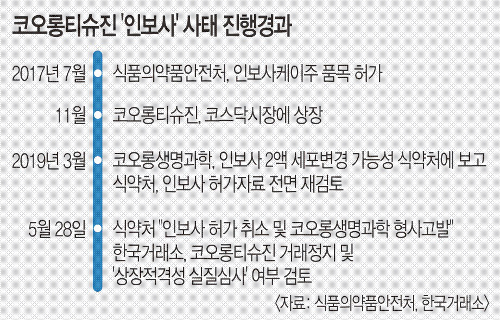 코오롱티슈진 '인보사' 사태 진행경과
2017년 7월 식품의약품안전처, 인보사케이주 품목 허가
11월 코오롱티슈진, 코스닥시장에 상장
2019년 3월 코오롱생명과학, 인보사 2액 세포변경 가능성 식약처에 보고
식약처, 인보사 허가자료 전면 재검토
5월 28일 식약처 "인보사 허가 취소 및 코오롱생명과학 형사고발"
한국거래소, 코오롱티슈진 거래정지 및
'상장적격성 실질심사' 여부 검토
〈자료 : 식품의약품안전처, 한국거래소〉